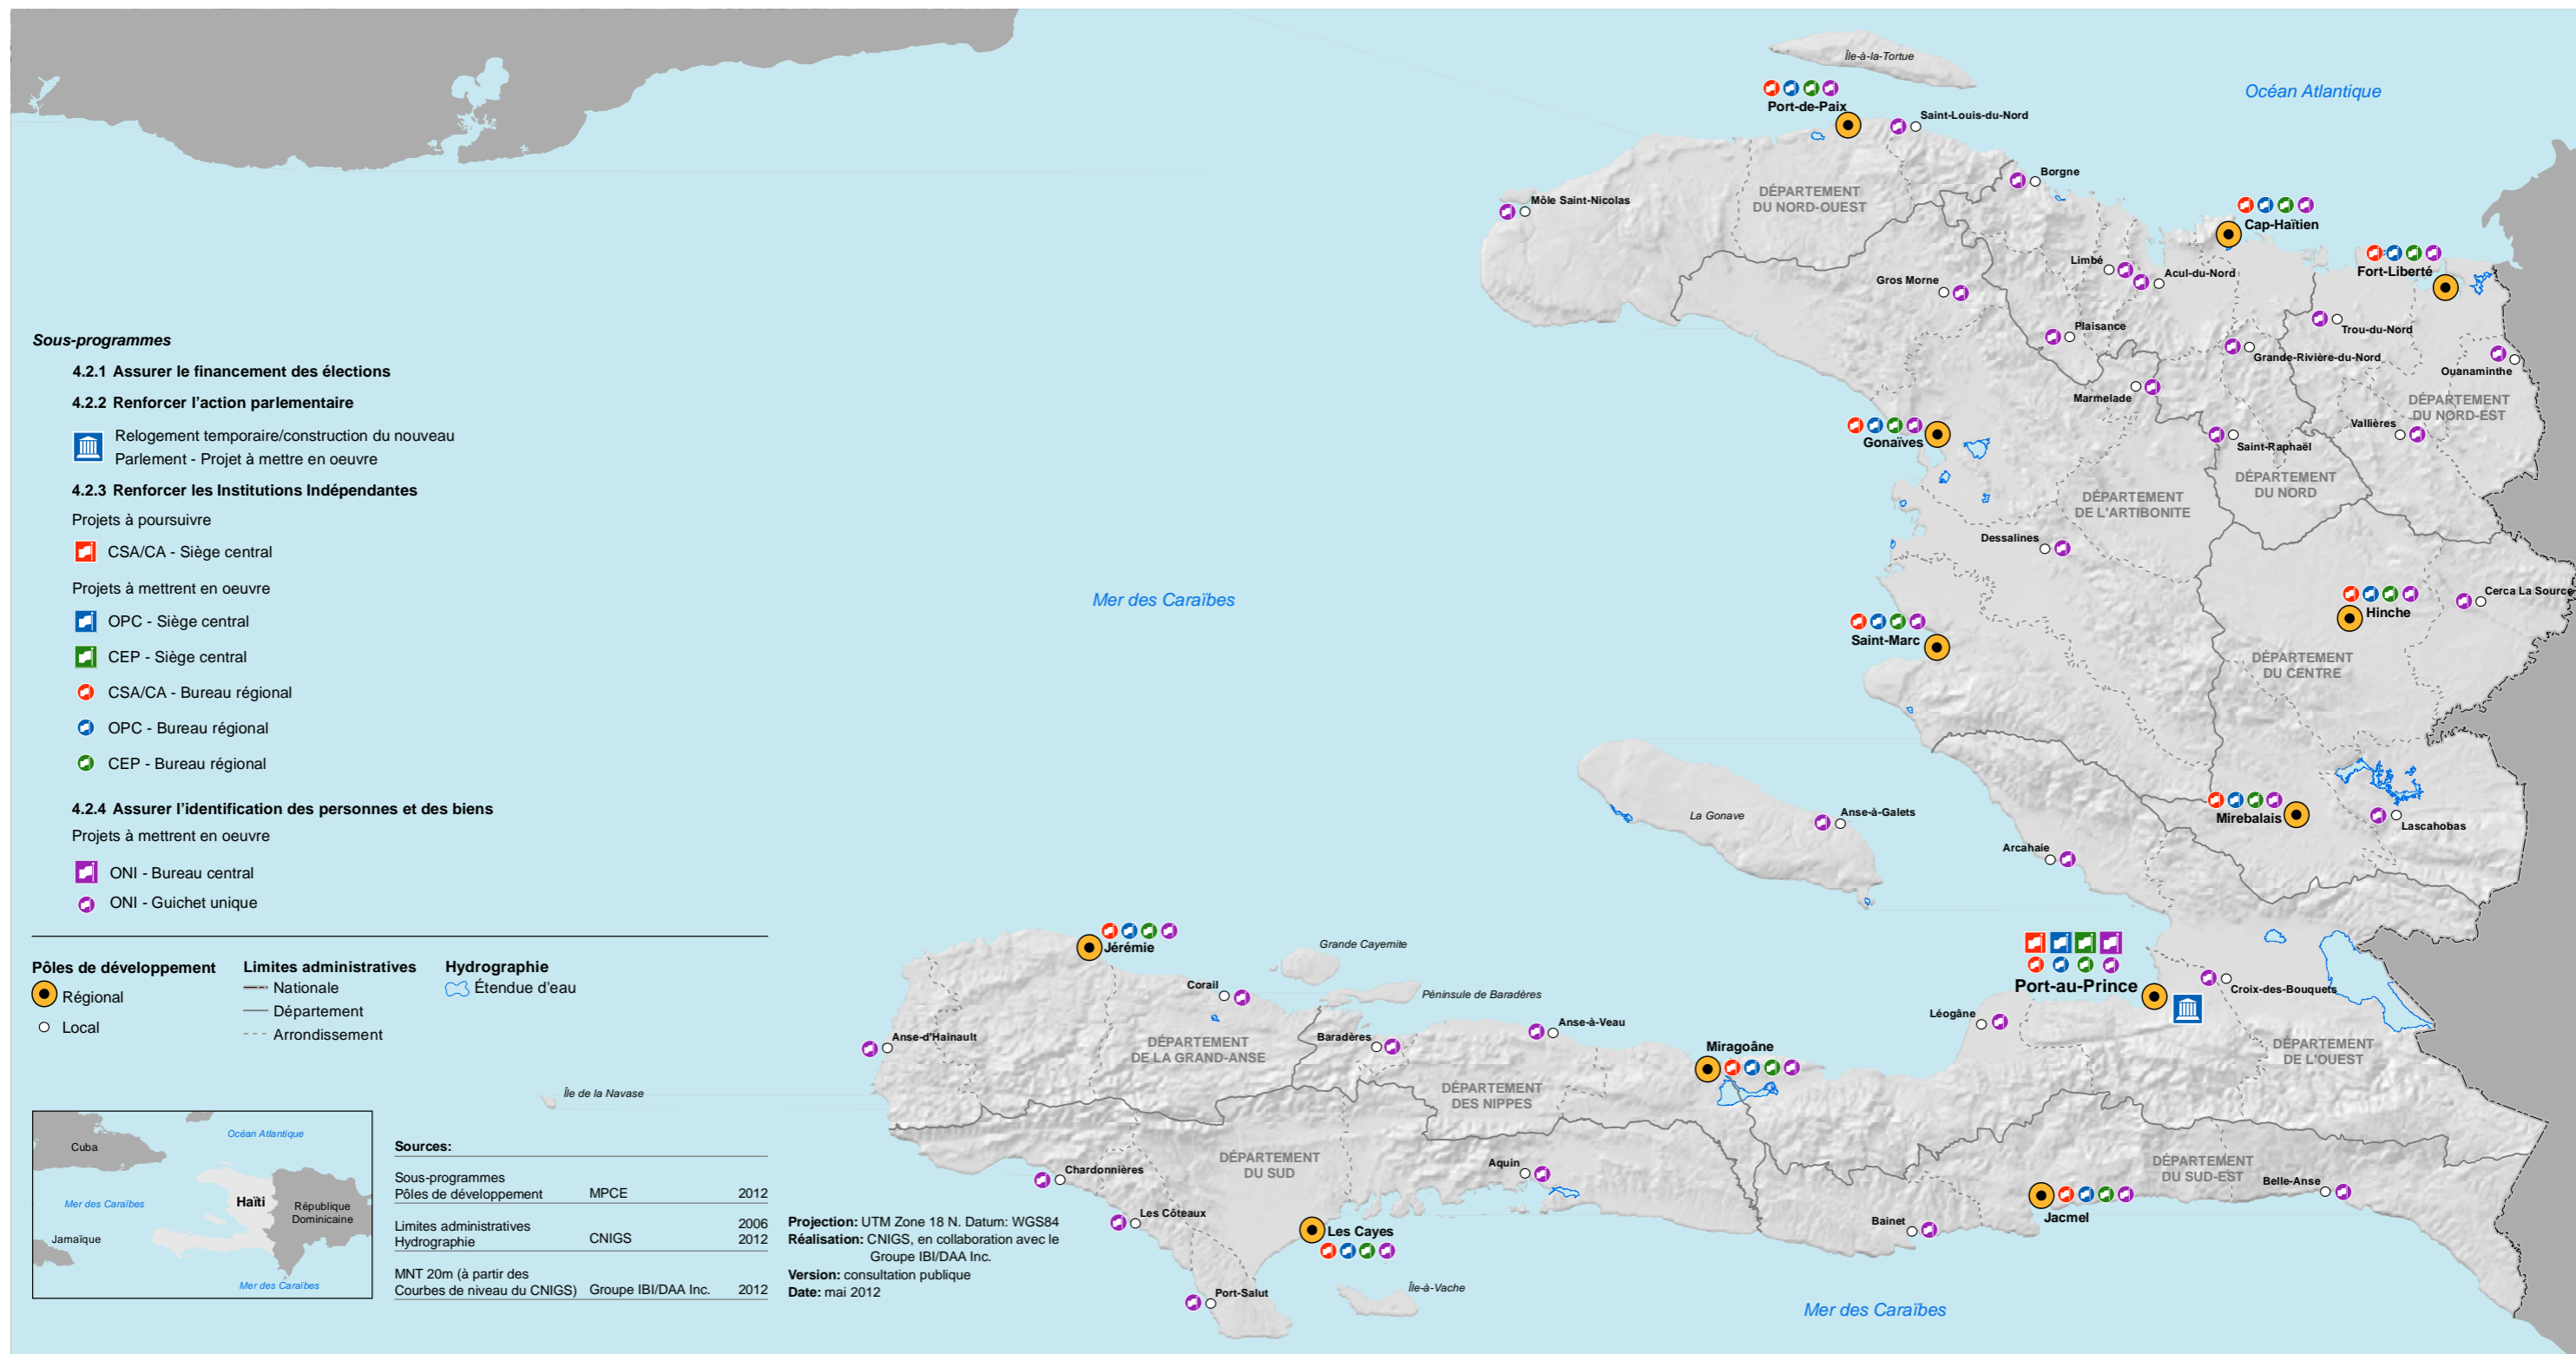 Sous-programmes
4.2.1 Assurer le financement des élections
4.2.2 Renforcer l'action parlementaire
Relogement temporaire/construction du nouveau
Parlement - Projet à mettre en oeuvre
4.2.3 Renforcer les Institutions Indépendantes
Projets à poursuivre
CSA/CA - Siège central
Projets à mettrent en oeuvre
OPC - Siège central
CEP - Siège central
CSA/CA - Bureau régional
OPC - Bureau régional
CEP - Bureau régional
4.2.4 Assurer l'identification des personnes et des biens
Projets à mettrent en oeuvre
ONI - Bureau central
ONI - Guichet unique
Pôles de développement
Régional
Local
Limites administratives
Nationale
Département
Arrondissement
Hydrographie
Étendue d'eau
Cuba
Océan Atlantique
Mer des Caraïbes
Haïti
République
Dominicaine
Jamaïque
Mer des Caraïbes
Sources:
Sous-programmes
Pôles de développement MPCE 2012
Limites administratives 2006
Hydrographie CNIGS 2012
MNT 20m (à partir des
Courbes de niveau du CNIGS) Groupe IBI/DAA Inc. 2012
Projection: UTM Zone 18 N. Datum: WGS84
Réalisation: CNIGS, en collaboration avec le
Groupe IBI/DAA Inc.
Version: consultation publique
Date: mai 2012
Île-à-la-Tortue
Océan Atlantique
Port-de-Paix
Saint-Louis-du-Nord
Borgne
DÉPARTEMENT
DU NORD-OUEST
Môle Saint-Nicolas
Cap-Haïtien
Limbé
Acul-du-Nord
Fort-Liberté
Gros Morne
Plaisance
Trou-du-Nord
Grande-Rivière-du-Nord
Ouanaminthe
Marmelade
DÉPARTEMENT
DU NORD-EST
Vallières
Gonaïves
Saint-Raphaël
DÉPARTEMENT
DU NORD
DÉPARTEMENT
DE L'ARTIBONITE
Dessalines
Mer des Caraïbes
Cerca La Source
Hinche
Saint-Marc
DÉPARTEMENT
DU CENTRE
La Gonave
Anse-à-Galets
Mirebalais
Lascahobas
Arcahaie
Jérémie
Grande Cayemite
Corail
Péninsule de Baradères
Port-au-Prince
Croix-des-Bouquets
Léogâne
Anse-d'Hainault
DÉPARTEMENT
DE LA GRAND-ANSE
Baradères
Anse-à-Veau
Miragoâne
DÉPARTEMENT
DE L'OUEST
Île de la Navase
DÉPARTEMENT
DES NIPPES
Chardonnières
DÉPARTEMENT
DU SUD
Aquin
DÉPARTEMENT
DU SUD-EST
Belle-Anse
Les Côteaux
Les Cayes
Bainet
Jacmel
Port-Salut
Île-à-Vache
Mer des Caraïbes